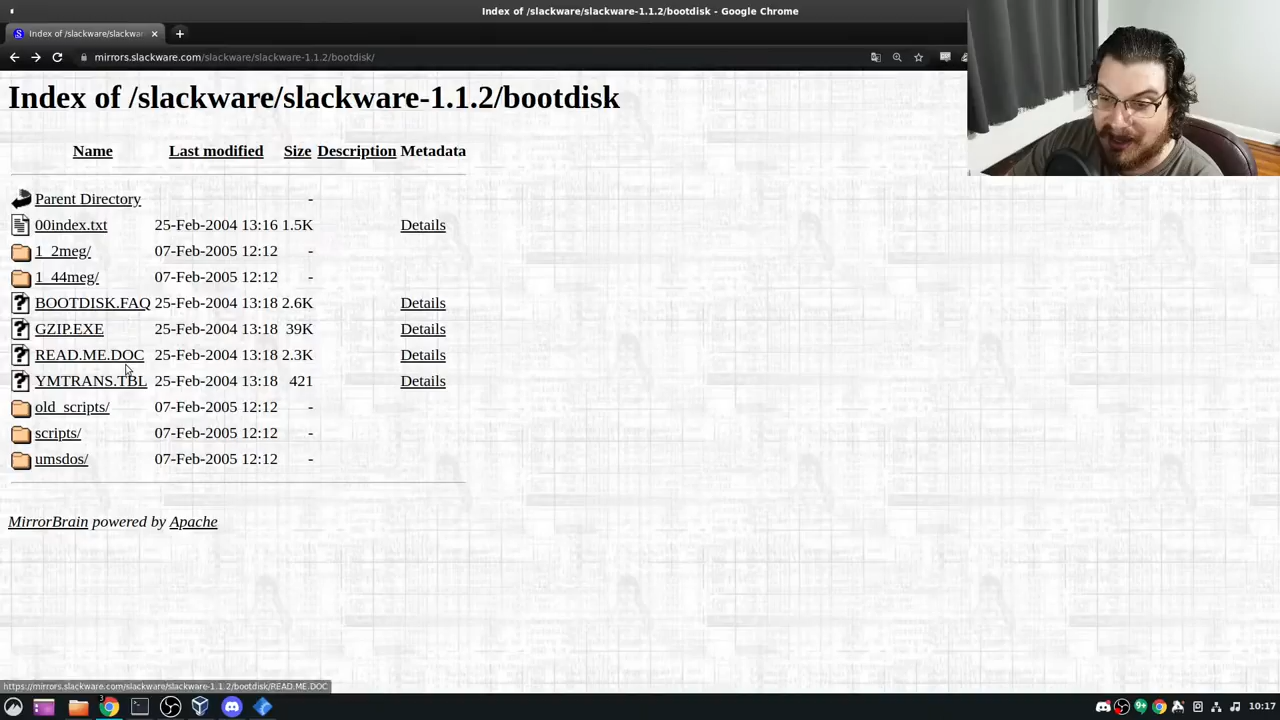 Index of /slackware/slackware-1.1.2/bootdisk - Google Chrome
Index of /slackware/slackwar
mirrors.slackware.com/slackware/slackware-1.1.2/bootdisk/
Index of /slackware/slackware-1.1.2/bootdisk
Name Last modified Size Description Metadata
Parent Directory -
00index.txt 25-Feb-2004 13:16 1.5K Details
1_2meg/ 07-Feb-2005 12:12 -
1_44meg/ 07-Feb-2005 12:12 -
BOOTDISK.FAQ 25-Feb-2004 13:18 2.6K Details
GZIP.EXE 25-Feb-2004 13:18 39K Details
READ.ME.DOC 25-Feb-2004 13:18 2.3K Details
YMTRANS.TBL 25-Feb-2004 13:18 421 Details
old_scripts/ 07-Feb-2005 12:12 -
scripts/ 07-Feb-2005 12:12 -
umsdos/ 07-Feb-2005 12:12 -
MirrorBrain powered by Apache
https://mirrors.slackware.com/slackware/slackware-1.1.2/bootdisk/READ.ME.DOC
3
9+
10:17